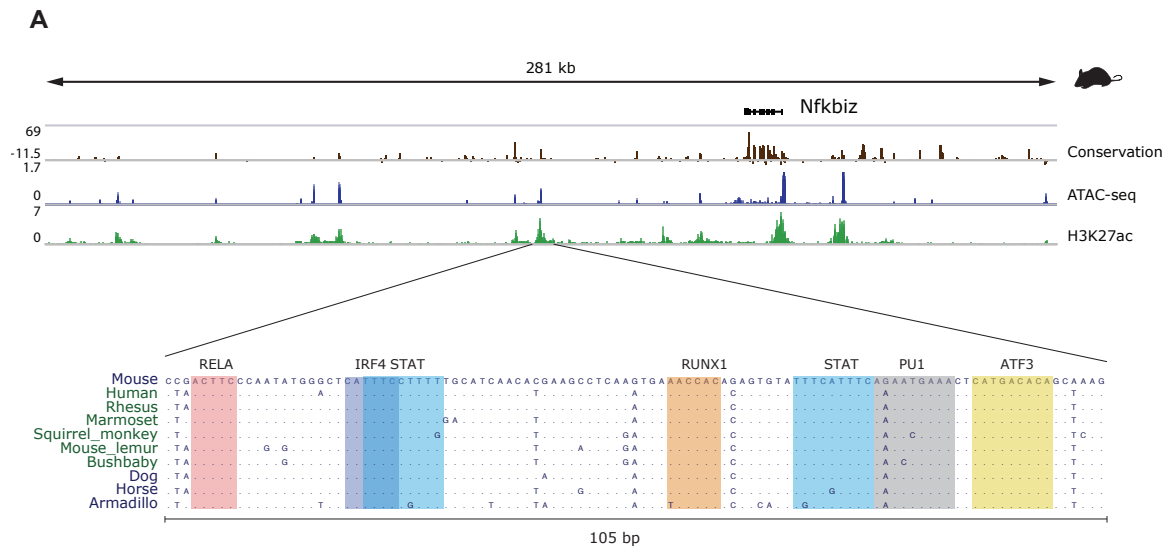 A
281 kb
Nfkbiz
69
-11.5
Conservation
1.7
0
ATAC-seq
7
0
H3K27ac
RELA IRF4 STAT RUNX1 STAT PU1 ATF3
Mouse CCGACTTCCCAATATGGGCTCATTTCCTTTTTGCATCAACACGAAGCCTCAAGTGAAACCACAGAGTGTATTTCATTTCAGAATGAAACTCATGACACAGCAAAG
Human . T A . A . T . A . C . A . T .
Rhesus . T A . A . C . A . T .
Marmoset . T . G A . T . A . C . A . T .
Squirrel_monkey . T . G . T . G A . C . A . . C . T C .
Mouse_lemur . T A . G . G . T . A . G A . C . A . T .
Bushbaby . T A . G . G A . C . A . C . T .
Dog . T A . A . A . C . A . T .
Horse . T A . T . G . A . C . G . A . T .
Armadillo . T . T . G . T . T A . A . T . C . C A . G . A . T .
105 bp